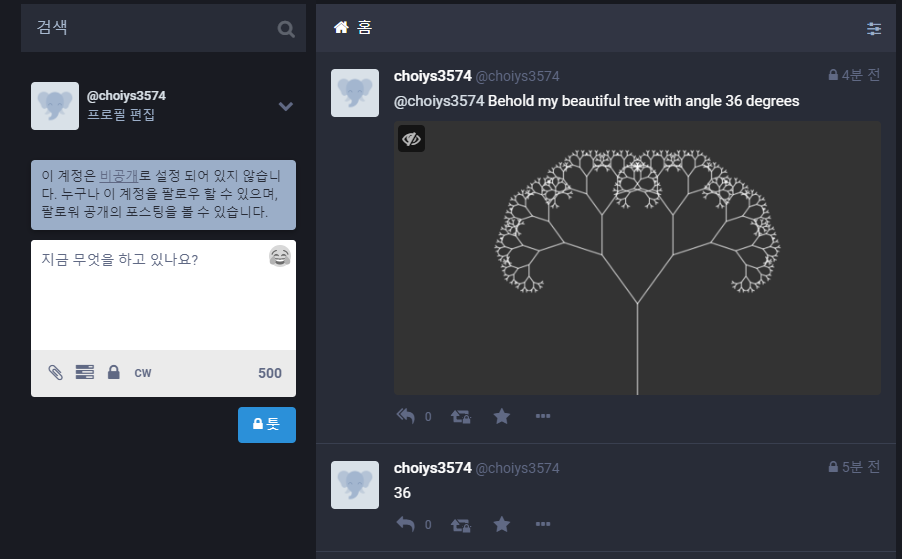 검색
@choiys3574
프로필 편집
이 계정은 비공개로 설정 되어 있지 않습니
다. 누구나 이 계정을 팔로우 할 수 있으며,
팔로워 공개의 포스팅을 볼 수 있습니다.
지금 무엇을 하고 있나요?
CW
500
툿
홈
choiys3574 @choiys3574
4분 전
@choiys3574 Behold my beautiful tree with angle 36 degrees
0
choiys3574 @choiys3574
5분 전
36
0